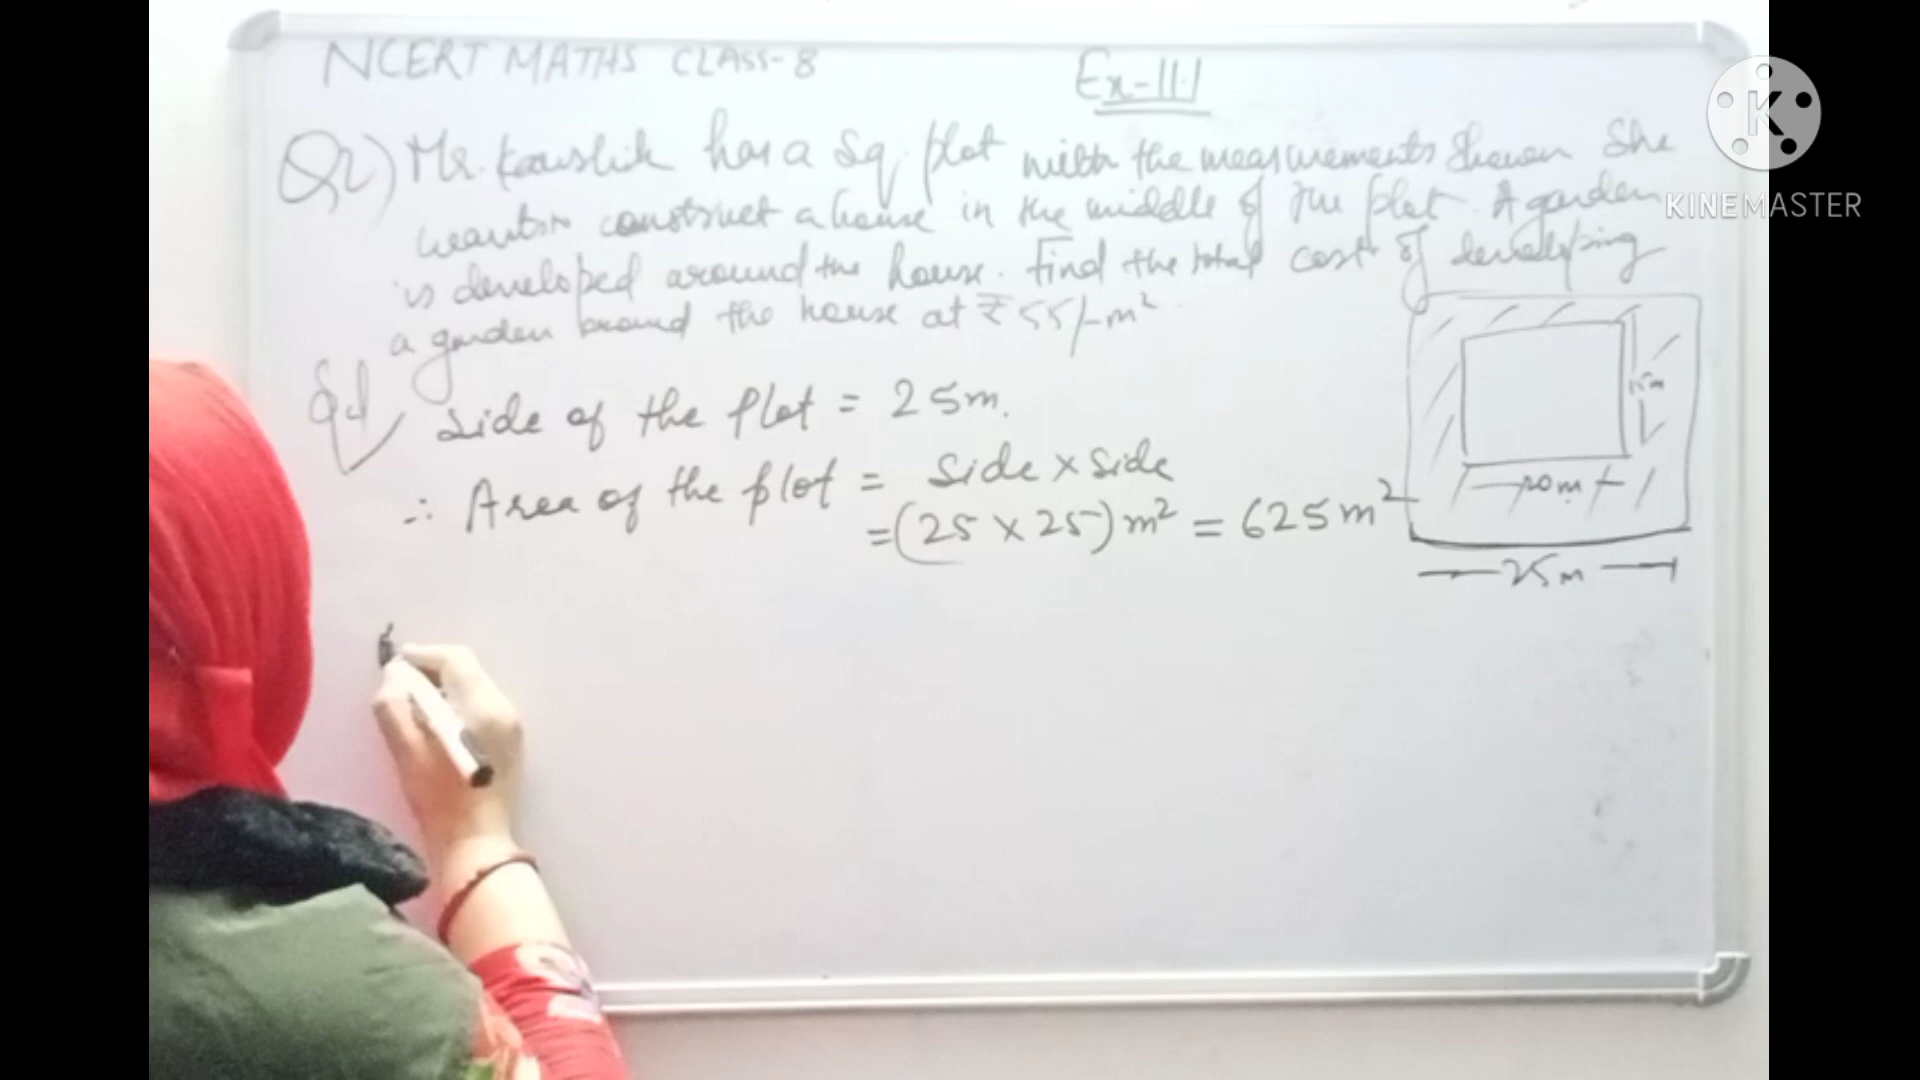 NCERT MATHS CLASS-8
Ex-11.1
Q2) Mr. Kaushik has a Sq. plot with the measurements shown She
wants to construct a house in the middle of the plot. A garden
is developed around the house. Find the total cost of developing
a garden around the house at ₹ 55/- m²
Sol
Side of the plot = 25m.
∴ Area of the plot = side × side
= (25 × 25) m² = 625 m²
15m
20m
25m
K
KINEMASTER